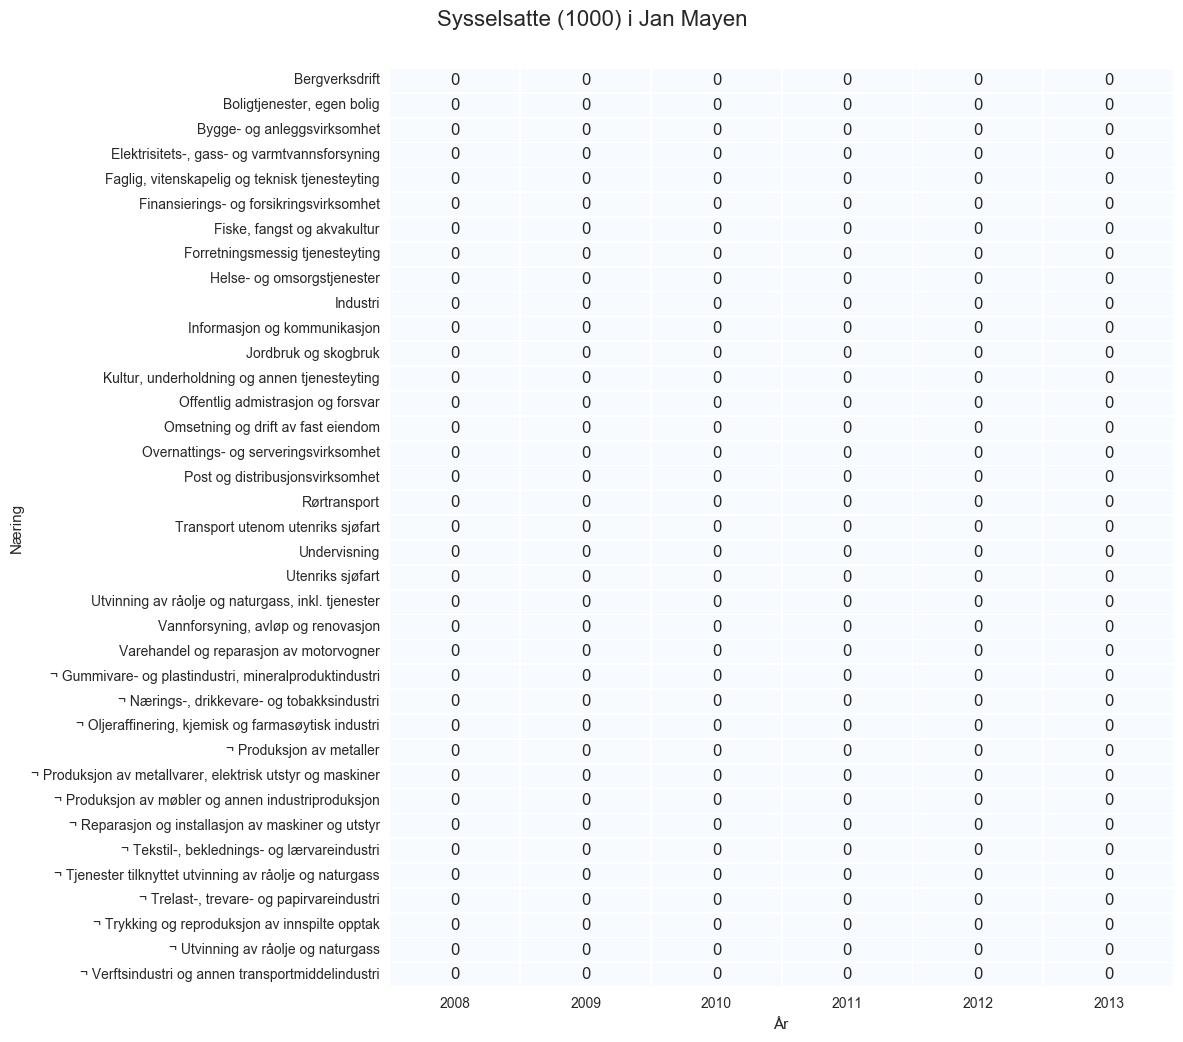 Sysselsatte (1000) i Jan Mayen
Næring
Bergverksdrift 0 0 0 0 0 0
Boligtjenester, egen bolig 0 0 0 0 0 0
Bygge- og anleggsvirksomhet 0 0 0 0 0 0
Elektrisitets-, gass- og varmtvannsforsyning 0 0 0 0 0 0
Faglig, vitenskapelig og teknisk tjenesteyting 0 0 0 0 0 0
Finansierings- og forsikringsvirksomhet 0 0 0 0 0 0
Fiske, fangst og akvakultur 0 0 0 0 0 0
Forretningsmessig tjenesteyting 0 0 0 0 0 0
Helse- og omsorgstjenester 0 0 0 0 0 0
Industri 0 0 0 0 0 0
Informasjon og kommunikasjon 0 0 0 0 0 0
Jordbruk og skogbruk 0 0 0 0 0 0
Kultur, underholdning og annen tjenesteyting 0 0 0 0 0 0
Offentlig admistrasjon og forsvar 0 0 0 0 0 0
Omsetning og drift av fast eiendom 0 0 0 0 0 0
Overnattings- og serveringsvirksomhet 0 0 0 0 0 0
Post og distribusjonsvirksomhet 0 0 0 0 0 0
Rørtransport 0 0 0 0 0 0
Transport utenom utenriks sjøfart 0 0 0 0 0 0
Undervisning 0 0 0 0 0 0
Utenriks sjøfart 0 0 0 0 0 0
Utvinning av råolje og naturgass, inkl. tjenester 0 0 0 0 0 0
Vannforsyning, avløp og renovasjon 0 0 0 0 0 0
Varehandel og reparasjon av motorvogner 0 0 0 0 0 0
¬ Gummivare- og plastindustri, mineralproduktindustri 0 0 0 0 0 0
¬ Nærings-, drikkevare- og tobakksindustri 0 0 0 0 0 0
¬ Oljeraffinering, kjemisk og farmasøytisk industri 0 0 0 0 0 0
¬ Produksjon av metaller 0 0 0 0 0 0
¬ Produksjon av metallvarer, elektrisk utstyr og maskiner 0 0 0 0 0 0
¬ Produksjon av møbler og annen industriproduksjon 0 0 0 0 0 0
¬ Reparasjon og installasjon av maskiner og utstyr 0 0 0 0 0 0
¬ Tekstil-, beklednings- og lærvareindustri 0 0 0 0 0 0
¬ Tjenester tilknyttet utvinning av råolje og naturgass 0 0 0 0 0 0
¬ Trelast-, trevare- og papirvareindustri 0 0 0 0 0 0
¬ Trykking og reproduksjon av innspilte opptak 0 0 0 0 0 0
¬ Utvinning av råolje og naturgass 0 0 0 0 0 0
¬ Verftsindustri og annen transportmiddelindustri 0 0 0 0 0 0
2008 2009 2010 2011 2012 2013
År